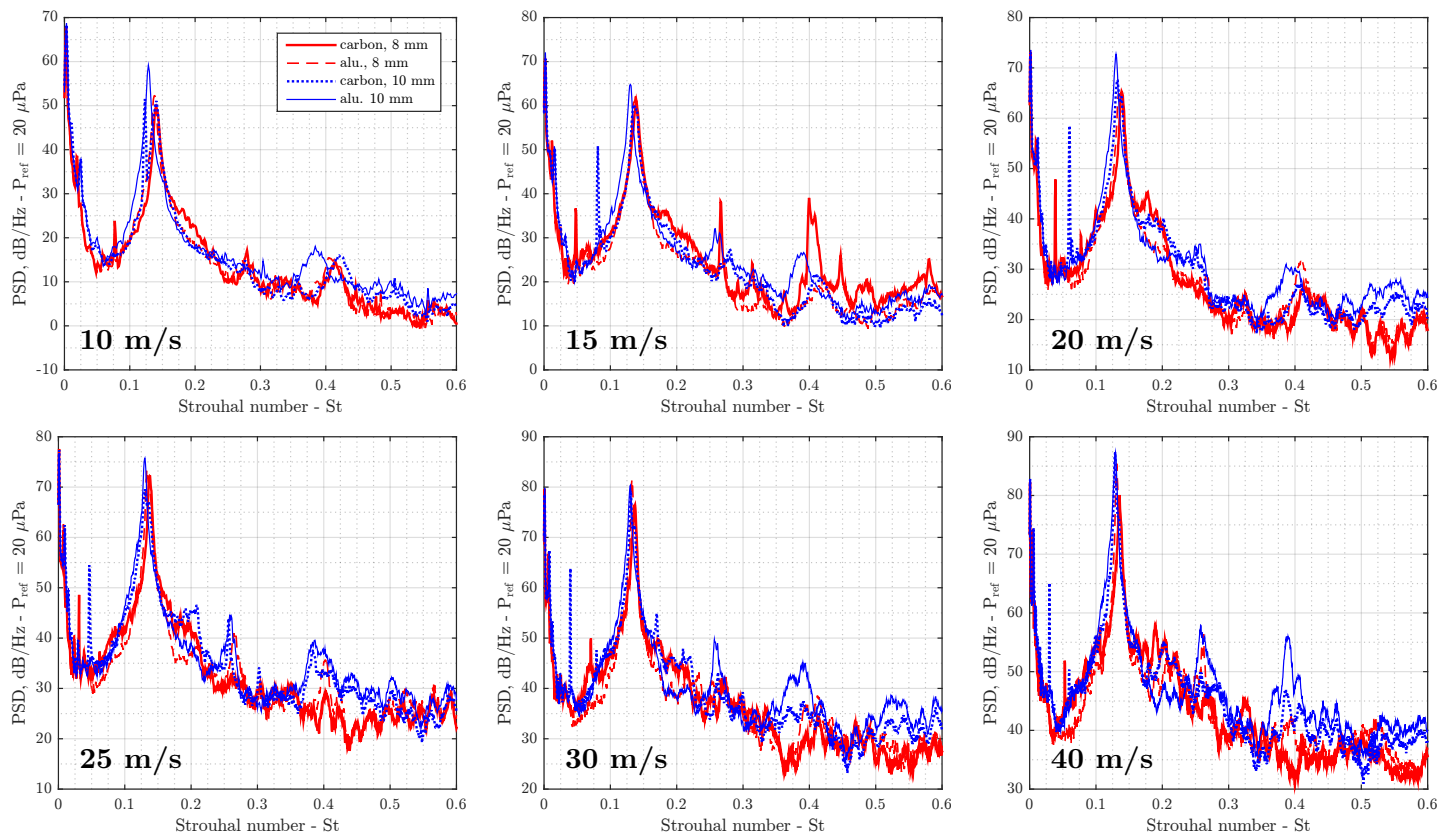 70
60
50
40
30
20
10
0
-10
PSD, dB/Hz - P_ref = 20 μPa
carbon, 8 mm
alu., 8 mm
carbon, 10 mm
alu. 10 mm
10 m/s
0 0.1 0.2 0.3 0.4 0.5 0.6
Strouhal number - St
80
70
60
50
40
30
20
10
0
PSD, dB/Hz - P_ref = 20 μPa
15 m/s
0 0.1 0.2 0.3 0.4 0.5 0.6
Strouhal number - St
80
70
60
50
40
30
20
10
PSD, dB/Hz - P_ref = 20 μPa
20 m/s
0 0.1 0.2 0.3 0.4 0.5 0.6
Strouhal number - St
80
70
60
50
40
30
20
10
PSD, dB/Hz - P_ref = 20 μPa
25 m/s
0 0.1 0.2 0.3 0.4 0.5 0.6
Strouhal number - St
90
80
70
60
50
40
30
20
PSD, dB/Hz - P_ref = 20 μPa
30 m/s
0 0.1 0.2 0.3 0.4 0.5 0.6
Strouhal number - St
90
80
70
60
50
40
30
PSD, dB/Hz - P_ref = 20 μPa
40 m/s
0 0.1 0.2 0.3 0.4 0.5 0.6
Strouhal number - St